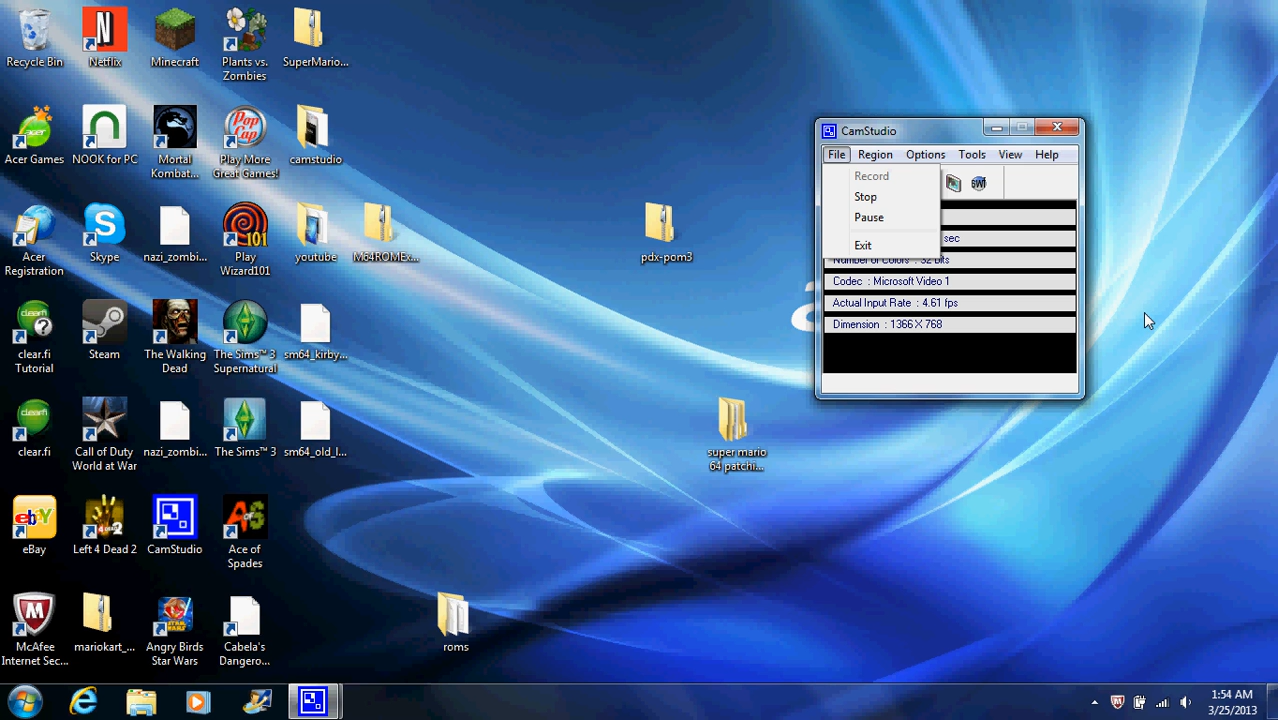 Recycle Bin
Netflix
Minecraft
Plants vs.
Zombies
SuperMario...
Acer Games
NOOK for PC
Mortal
Kombat...
Play More
Great Games!
camstudio
Acer
Registration
Skype
nazi_zombi...
Play
Wizard101
youtube
M64ROMEx...
pdx-pom3
clear.fi
Tutorial
Steam
The Walking
Dead
The Sims™ 3
Supernatural
sm64_kirby...
clear.fi
Call of Duty
World at War
nazi_zombi...
The Sims™ 3
sm64_old_l...
super mario
64 patchi...
eBay
Left 4 Dead 2
CamStudio
Ace of
Spades
McAfee
Internet Sec...
mariokart_...
Angry Birds
Star Wars
Cabela's
Dangero...
roms
CamStudio
File Region Options Tools View Help
Record
Stop
Pause
Exit
sec
Number of Colors : 32 bits
Codec : Microsoft Video 1
Actual Input Rate : 4.61 fps
Dimension : 1366 X 768
1:54 AM
3/25/2013